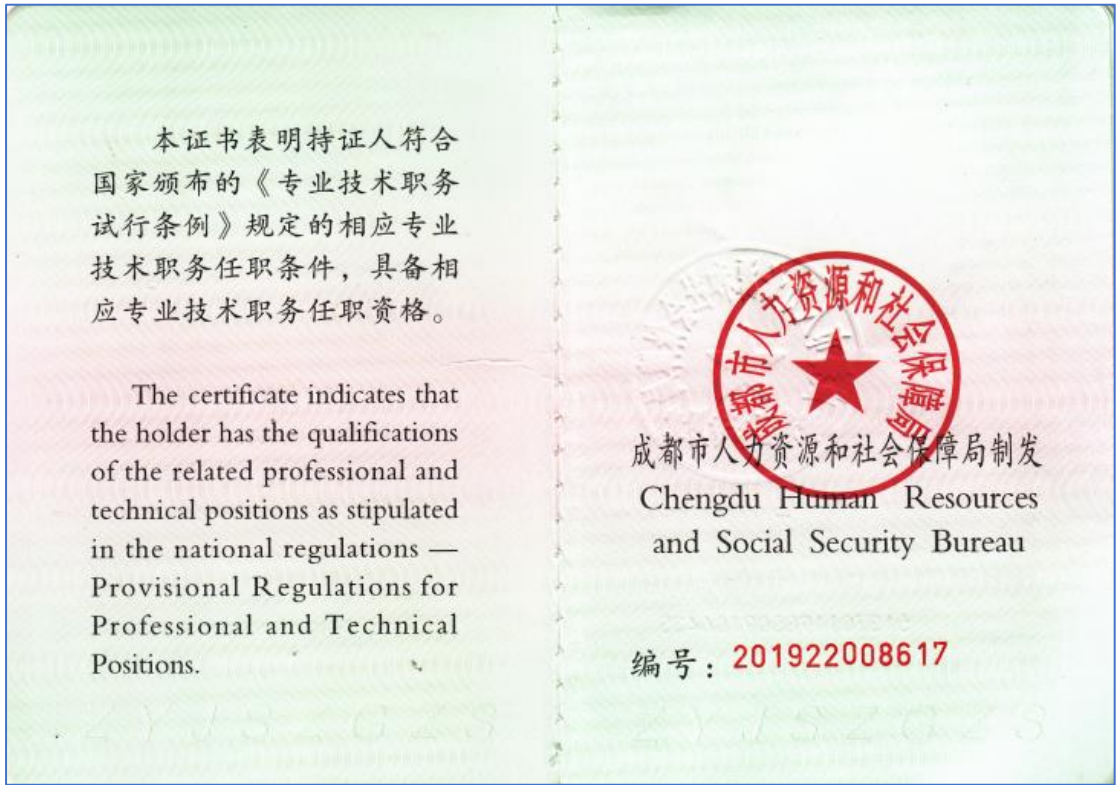 本证书表明持证人符合
国家颁布的《专业技术职务
试行条例》规定的相应专业
技术职务任职条件，具备相
应专业技术职务任职资格。
The certificate indicates that
the holder has the qualifications
of the related professional and
technical positions as stipulated
in the national regulations —
Provisional Regulations for
Professional and Technical
Positions.
成都市人力资源和社会保障局
成都市人力资源和社会保障局制发
Chengdu Human Resources
and Social Security Bureau
编号：201922008617